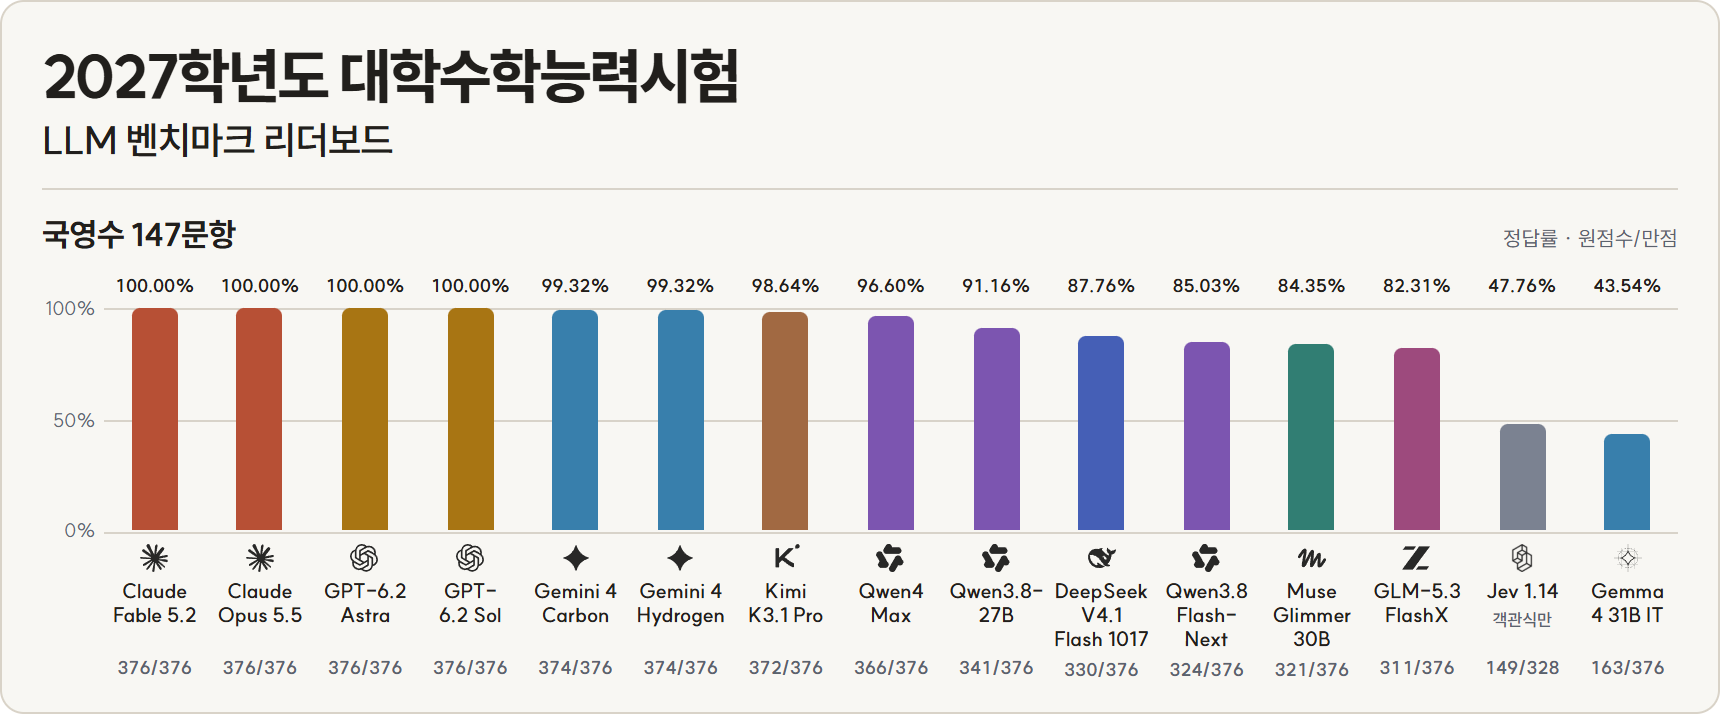 2027학년도 대학수학능력시험
LLM 벤치마크 리더보드
국영수 147문항
정답률 · 원점수/만점
100.00% 100.00% 100.00% 100.00% 99.32% 99.32% 98.64% 96.60% 91.16% 87.76% 85.03% 84.35% 82.31% 47.76% 43.54%
100%
50%
0%
Claude
Fable 5.2
376/376
Claude
Opus 5.5
376/376
GPT-6.2
Astra
376/376
GPT-
6.2 Sol
376/376
Gemini 4
Carbon
374/376
Gemini 4
Hydrogen
374/376
Kimi
K3.1 Pro
372/376
Qwen4
Max
366/376
Qwen3.8-
27B
341/376
DeepSeek
V4.1
Flash 1017
330/376
Qwen3.8
Flash-
Next
324/376
Muse
Glimmer
30B
321/376
GLM-5.3
FlashX
311/376
Jev 1.14
객관식만
149/328
Gemma
4 31B IT
163/376